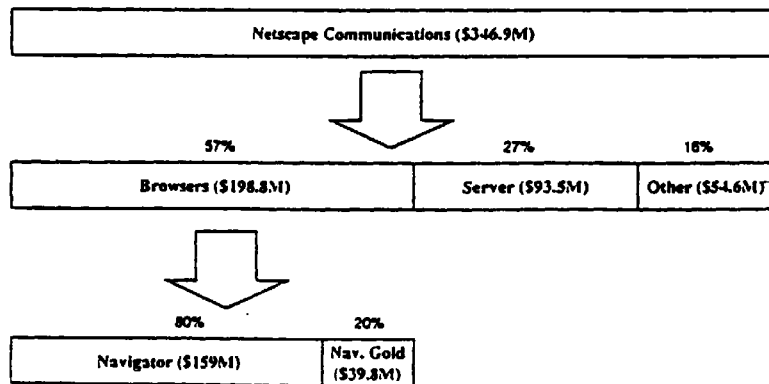 Netscape Communications ($346.9M)
57% 27% 16%
Browsers ($198.8M) Server ($93.5M) Other ($54.6M)
80% 20%
Navigator ($159M) Nav. Gold
($39.8M)